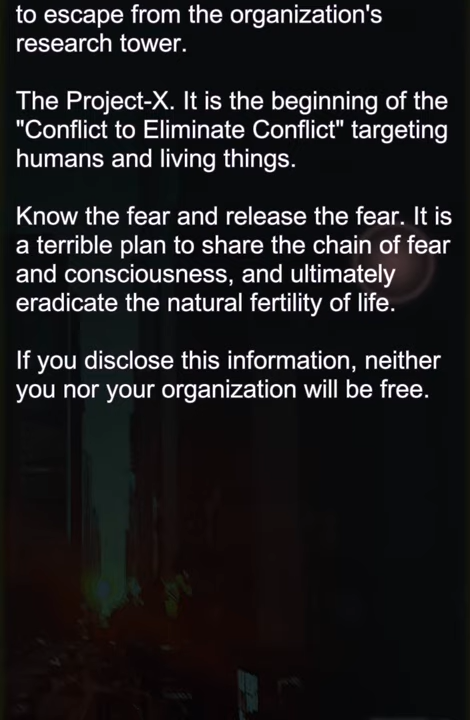 to escape from the organization's
research tower.
The Project-X. It is the beginning of the
"Conflict to Eliminate Conflict" targeting
humans and living things.
Know the fear and release the fear. It is
a terrible plan to share the chain of fear
and consciousness, and ultimately
eradicate the natural fertility of life.
If you disclose this information, neither
you nor your organization will be free.